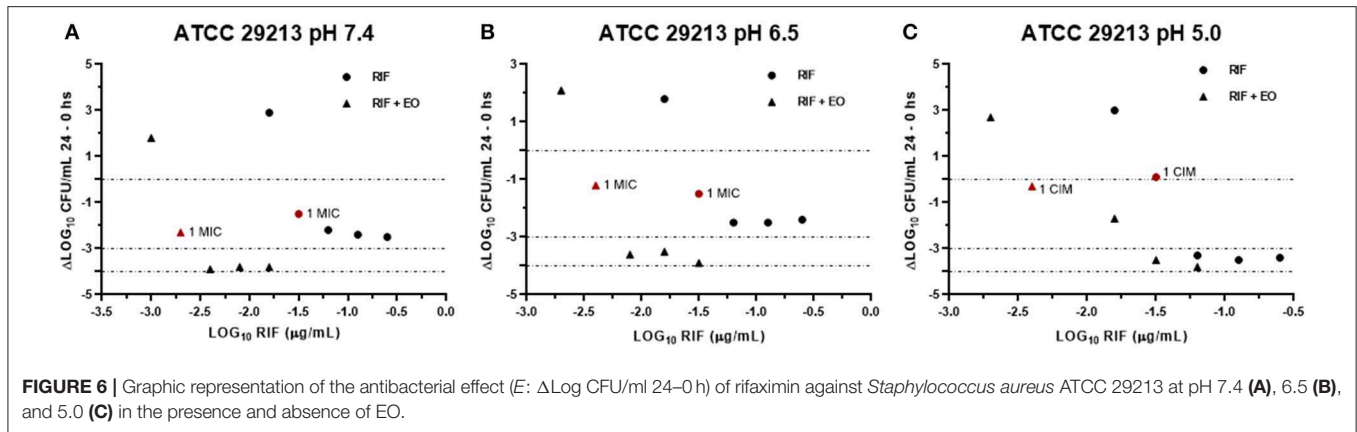 A
ATCC 29213 pH 7.4
5
3
1
-1
-3
-5
ΔLOG₁₀ CFU/mL 24 - 0 hs
RIF
RIF + EO
1 MIC
1 MIC
-3.5 -3.0 -2.5 -2.0 -1.5 -1.0 -0.5 0.0
LOG₁₀ RIF (μg/mL)
B
ATCC 29213 pH 6.5
3
1
-1
-3
-5
ΔLOG₁₀ CFU/mL 24 - 0 hs
RIF
RIF + EO
1 MIC
1 MIC
-3.0 -2.5 -2.0 -1.5 -1.0 -0.5 0.0
LOG₁₀ RIF (μg/mL)
C
ATCC 29213 pH 5.0
5
3
1
-1
-3
-5
ΔLOG₁₀ CFU/mL 24 - 0 hs
RIF
RIF + EO
1 CIM
1 CIM
-3.0 -2.5 -2.0 -1.5 -1.0 -0.5
LOG₁₀ RIF (μg/mL)
FIGURE 6 | Graphic representation of the antibacterial effect (E: ΔLog CFU/ml 24–0 h) of rifaximin against Staphylococcus aureus ATCC 29213 at pH 7.4 (A), 6.5 (B),
and 5.0 (C) in the presence and absence of EO.